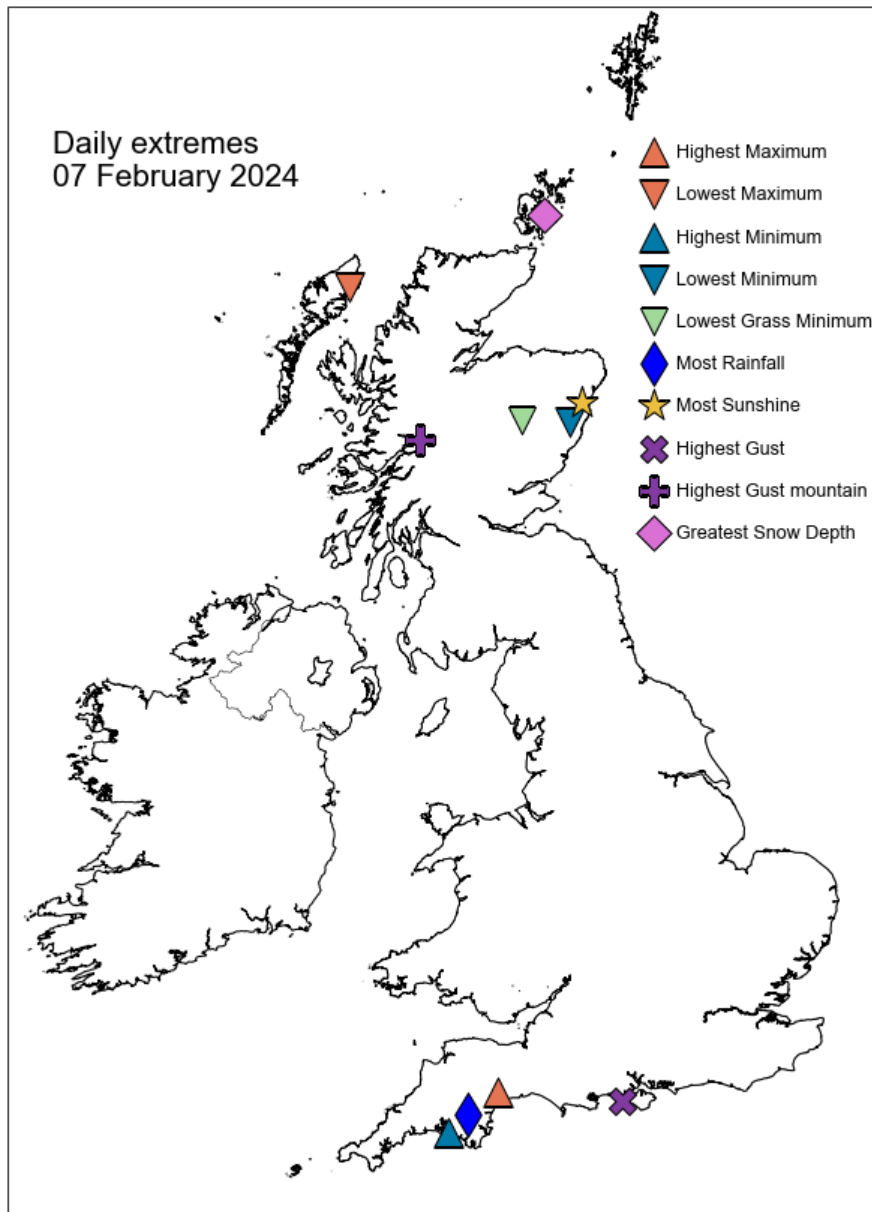 Daily extremes
07 February 2024
Highest Maximum
Lowest Maximum
Highest Minimum
Lowest Minimum
Lowest Grass Minimum
Most Rainfall
Most Sunshine
Highest Gust
Highest Gust mountain
Greatest Snow Depth